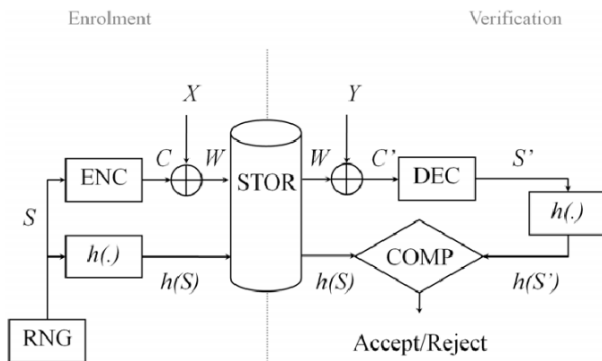 Enrolment
Verification
X
Y
C
W
W
C'
S'
ENC
STOR
DEC
S
h(.)
h(.)
COMP
h(S)
h(S)
h(S')
RNG
Accept/Reject